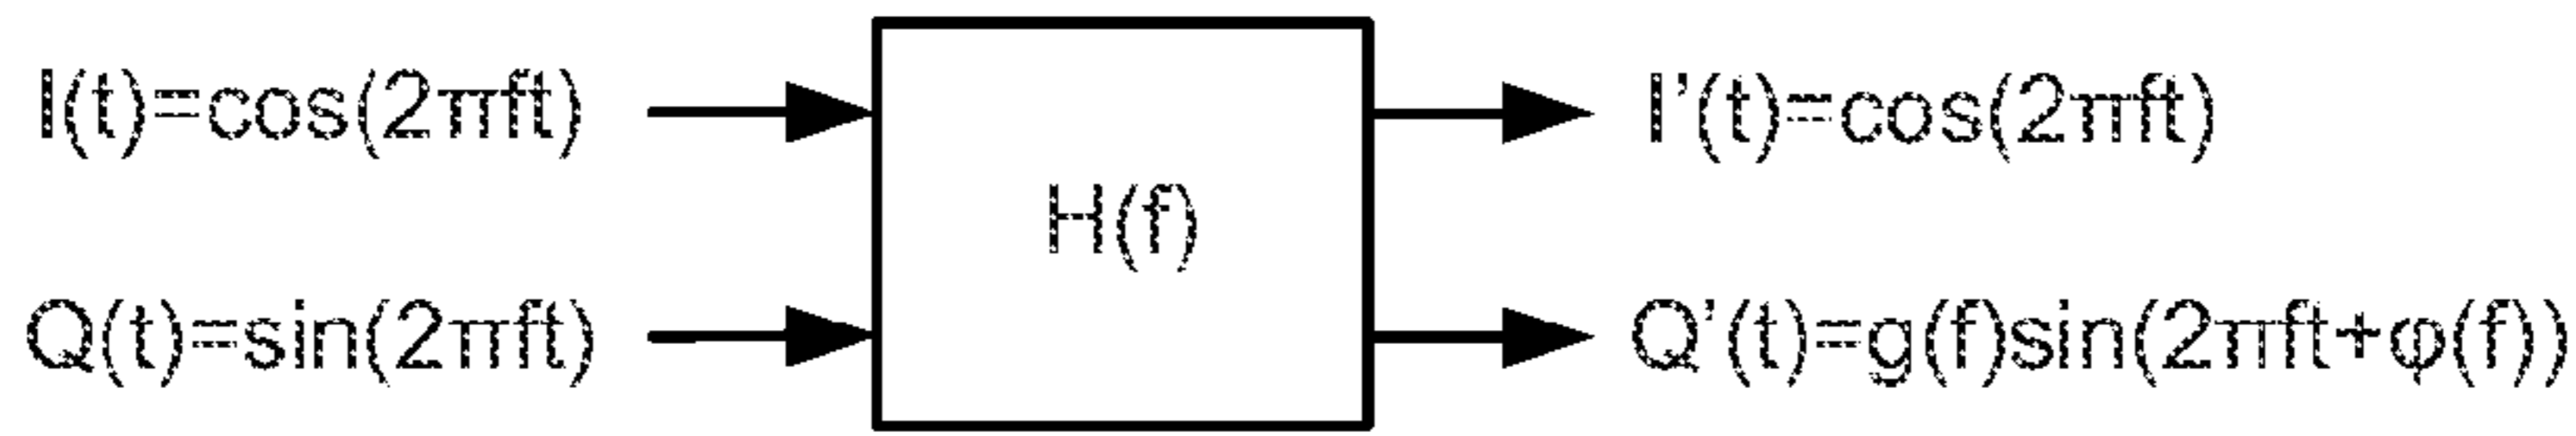 I(t)=cos(2πft)
I’(t)=cos(2πft)
H(f)
Q(t)=sin(2πft)
Q’(t)=g(f)sin(2πft+φ(f))